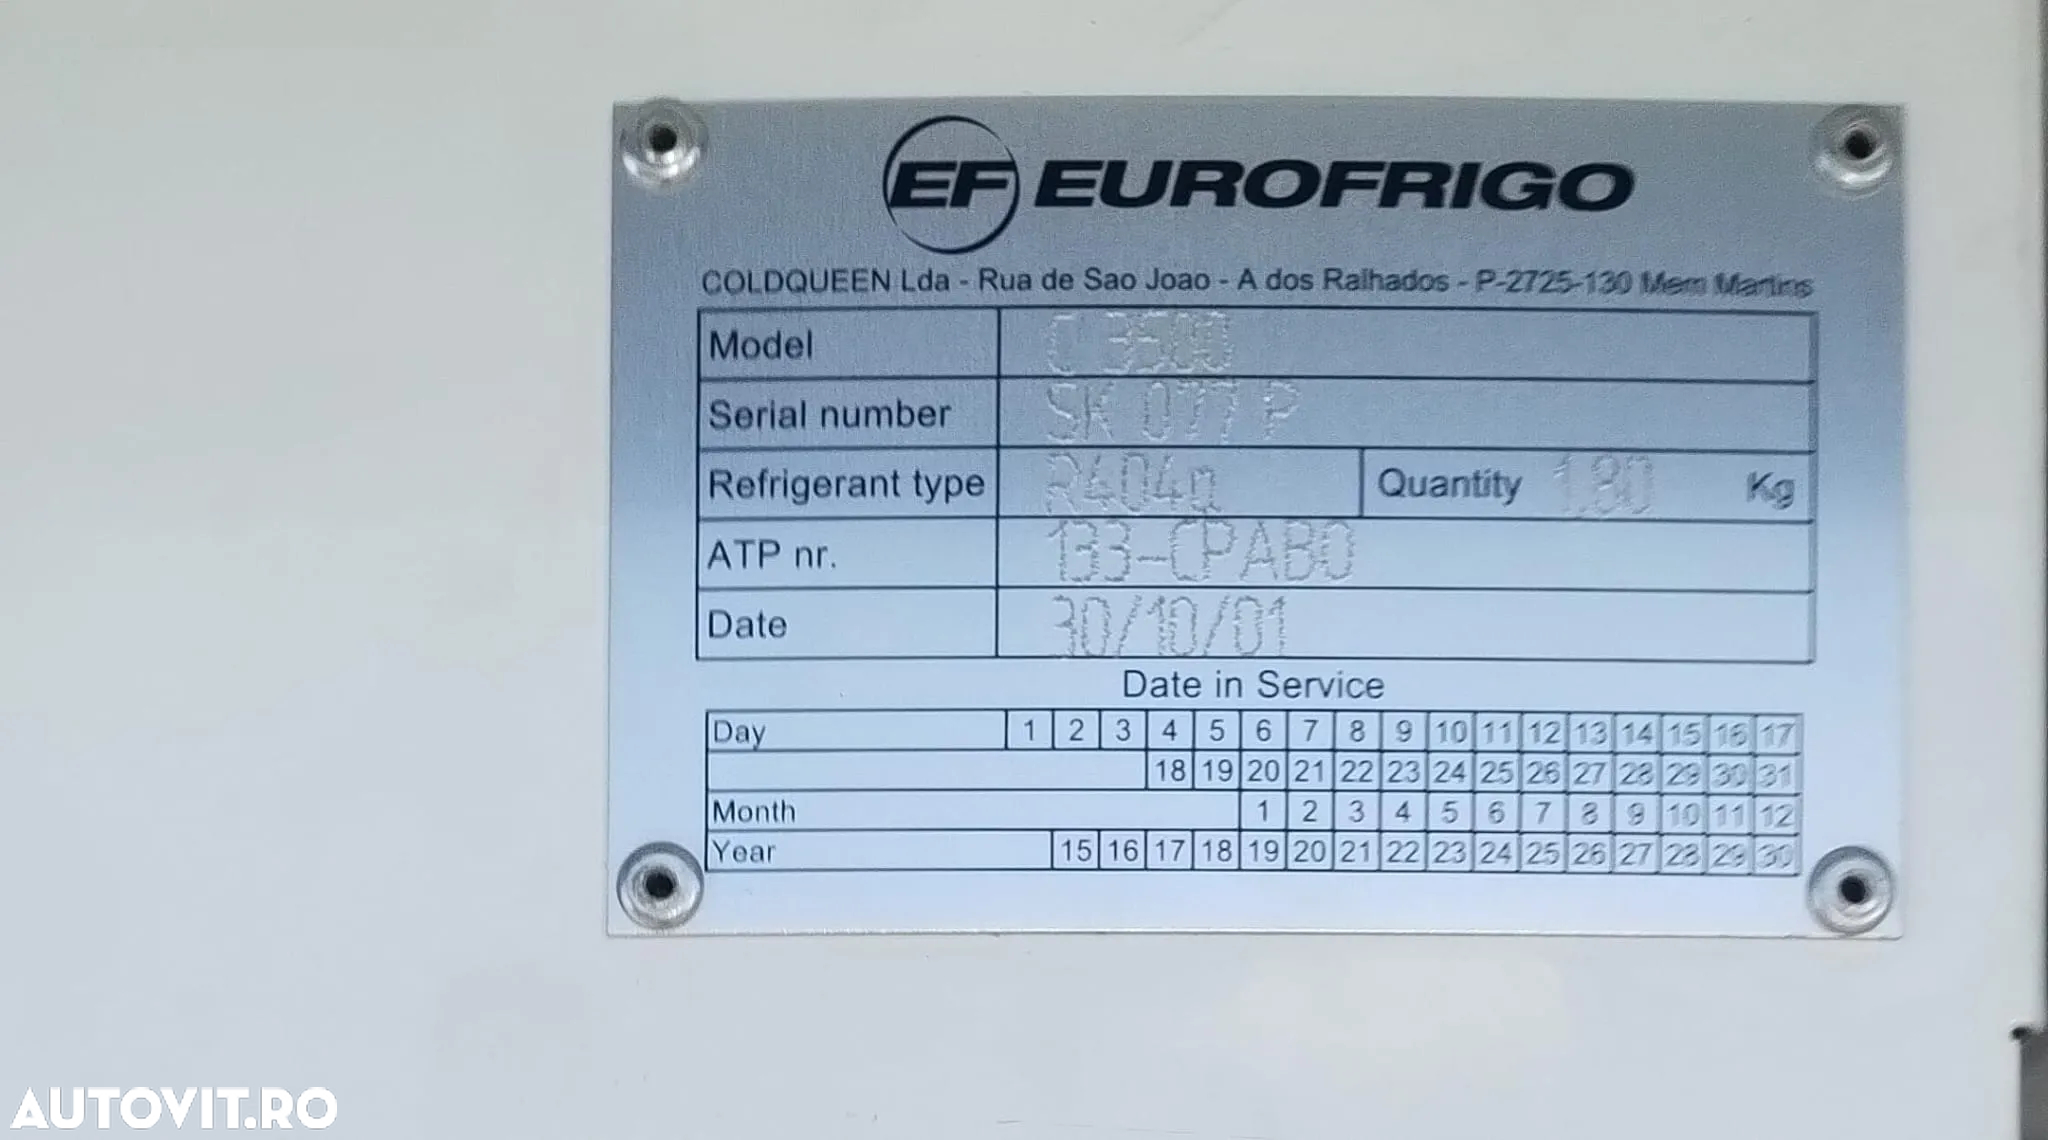 EF EUROFRIGO
COLDQUEEN Lda - Rua de Sao Joao - A dos Ralhados - P-2725-130 Mem Martins
Model C 3500
Serial number SK 077 P
Refrigerant type R404a Quantity 1.80 Kg
ATP nr. 133-CPAB0
Date 30/10/01
Date in Service
Day 1 2 3 4 5 6 7 8 9 10 11 12 13 14 15 16 17
18 19 20 21 22 23 24 25 26 27 28 29 30 31
Month 1 2 3 4 5 6 7 8 9 10 11 12
Year 15 16 17 18 19 20 21 22 23 24 25 26 27 28 29 30
AUTOVIT.RO